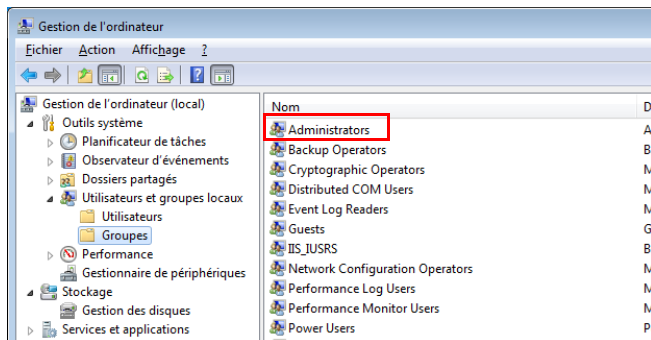 Gestion de l'ordinateur
Fichier Action Affichage ?
Gestion de l'ordinateur (local)
Outils système
Planificateur de tâches
Observateur d'événements
Dossiers partagés
Utilisateurs et groupes locaux
Utilisateurs
Groupes
Performance
Gestionnaire de périphériques
Stockage
Gestion des disques
Services et applications
Nom D
Administrators A
Backup Operators B
Cryptographic Operators M
Distributed COM Users M
Event Log Readers M
Guests G
IIS_IUSRS B
Network Configuration Operators M
Performance Log Users M
Performance Monitor Users M
Power Users P